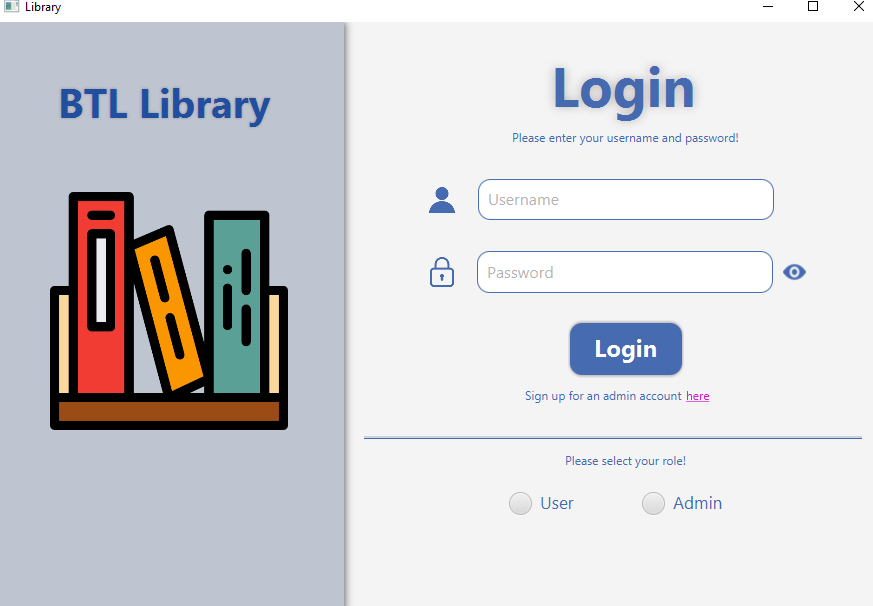 Library
BTL Library
Login
Please enter your username and password!
Username
Password
Login
Sign up for an admin account here
Please select your role!
User
Admin